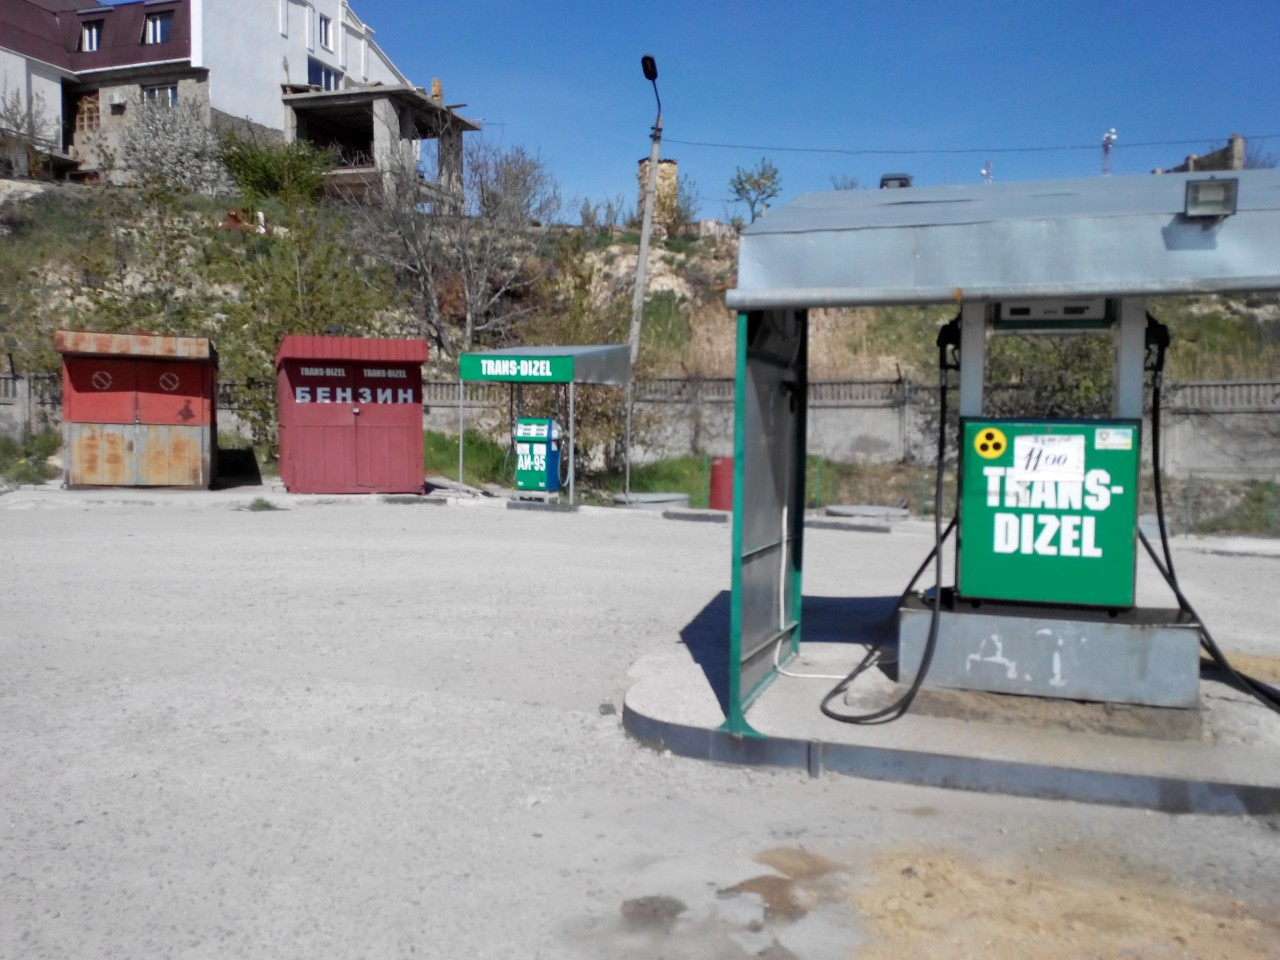 TRANS-DIZEL TRANS-DIZEL
БЕНЗИН
TRANS-DIZEL
АИ-95
11 00
TRANS-
DIZEL
Д.Т